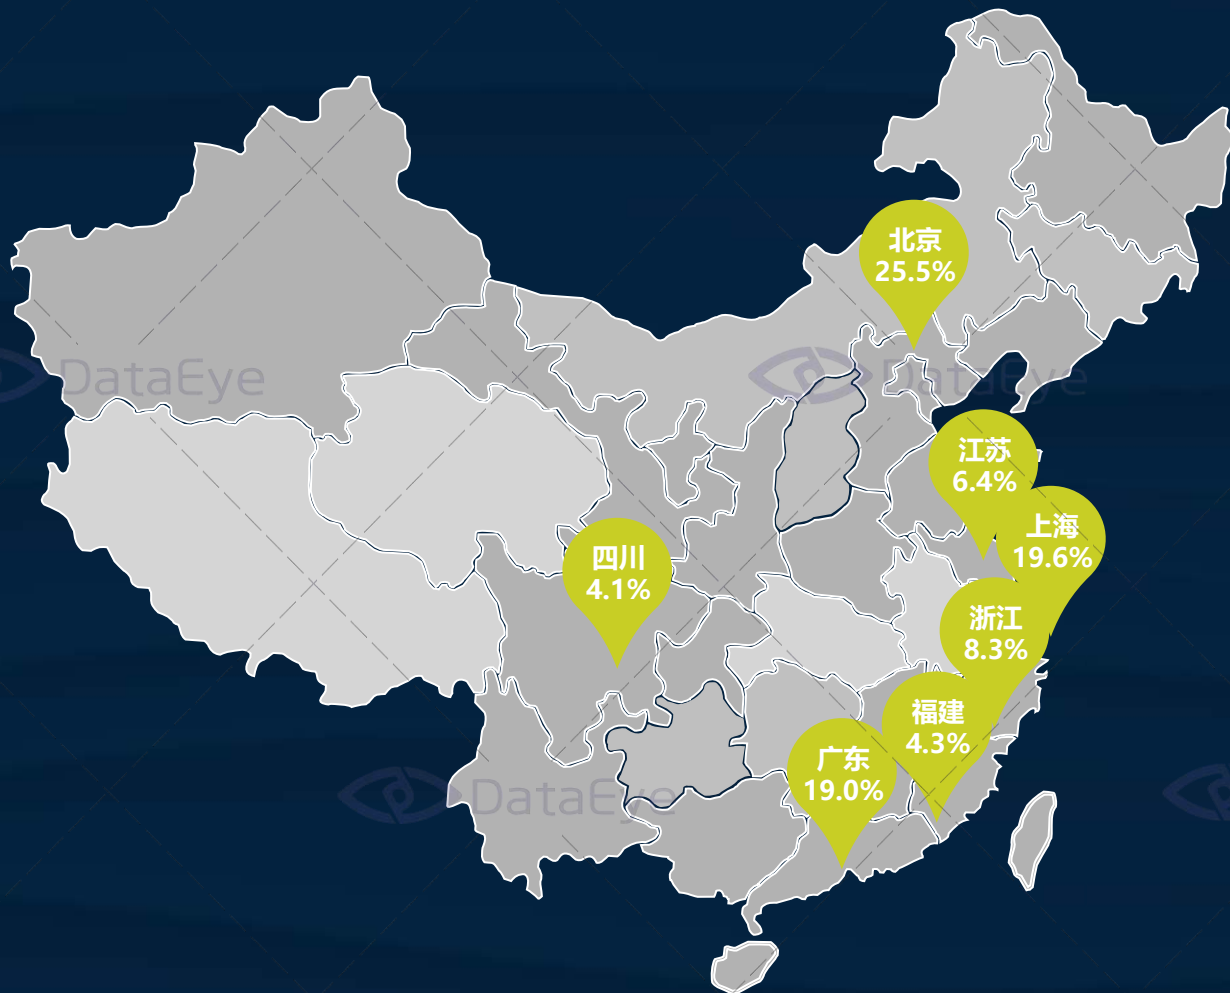 北京
25.5%
DataEye
DataEye
江苏
6.4%
上海
19.6%
四川
4.1%
浙江
8.3%
福建
4.3%
广东
19.0%
DataEye